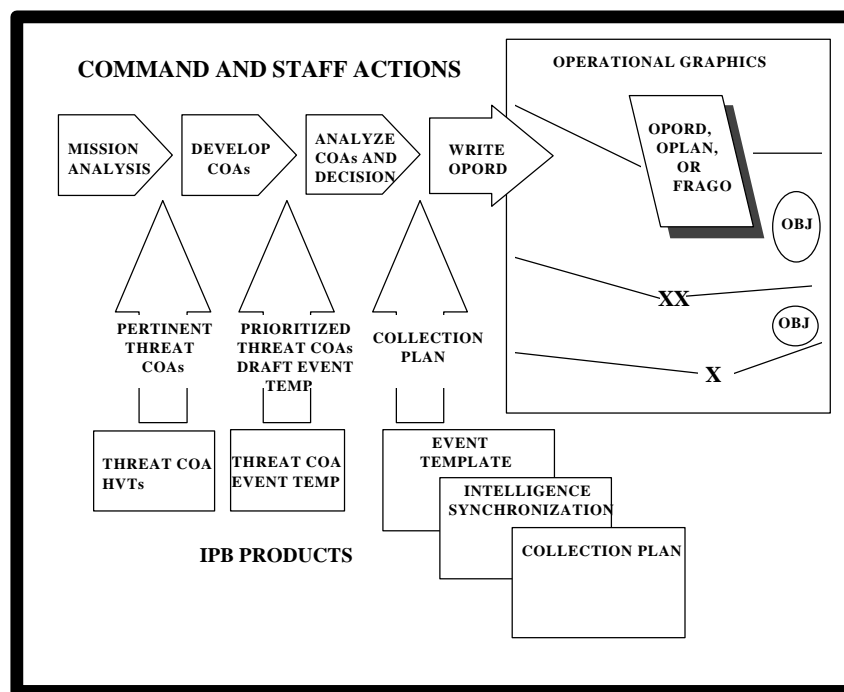 COMMAND AND STAFF ACTIONS
OPERATIONAL GRAPHICS
MISSION
ANALYSIS
DEVELOP
COAs
ANALYZE
COAs AND
DECISION
WRITE
OPORD
OPORD,
OPLAN,
OR
FRAGO
OBJ
XX
OBJ
X
PERTINENT
THREAT
COAs
PRIORITIZED
THREAT COAs
DRAFT EVENT
TEMP
COLLECTION
PLAN
THREAT COA
HVTs
THREAT COA
EVENT TEMP
EVENT
TEMPLATE
INTELLIGENCE
SYNCHRONIZATION
COLLECTION PLAN
IPB PRODUCTS